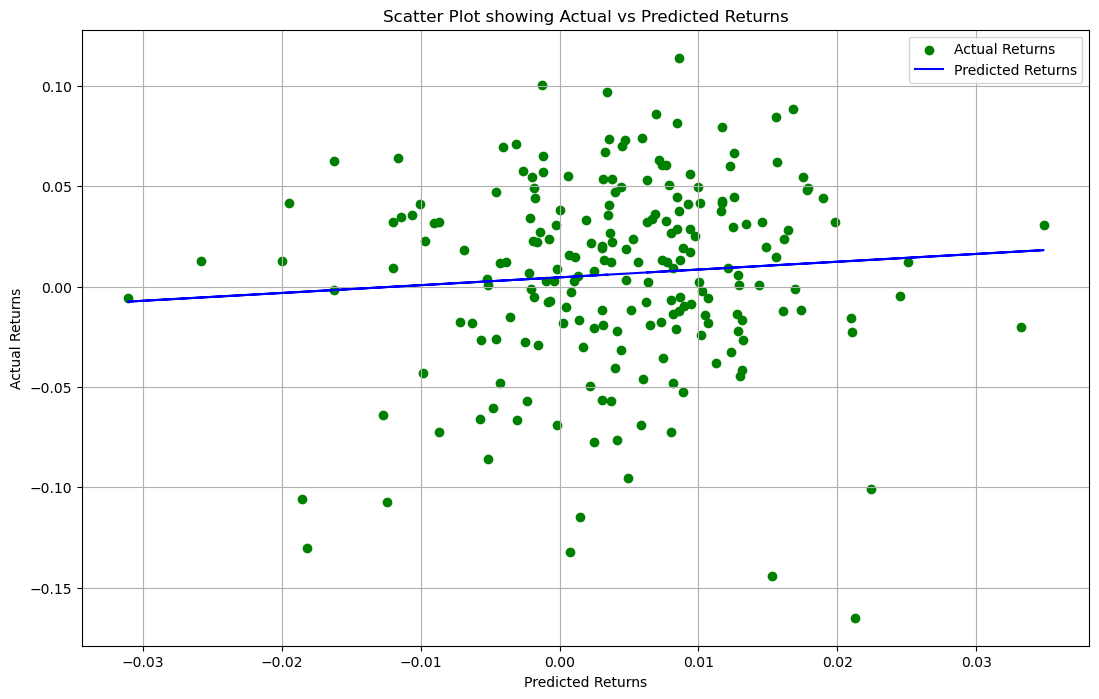 Scatter Plot showing Actual vs Predicted Returns
Actual Returns
Predicted Returns
0.10
0.05
0.00
−0.05
−0.10
−0.15
Actual Returns
−0.03
−0.02
−0.01
0.00
0.01
0.02
0.03
Predicted Returns